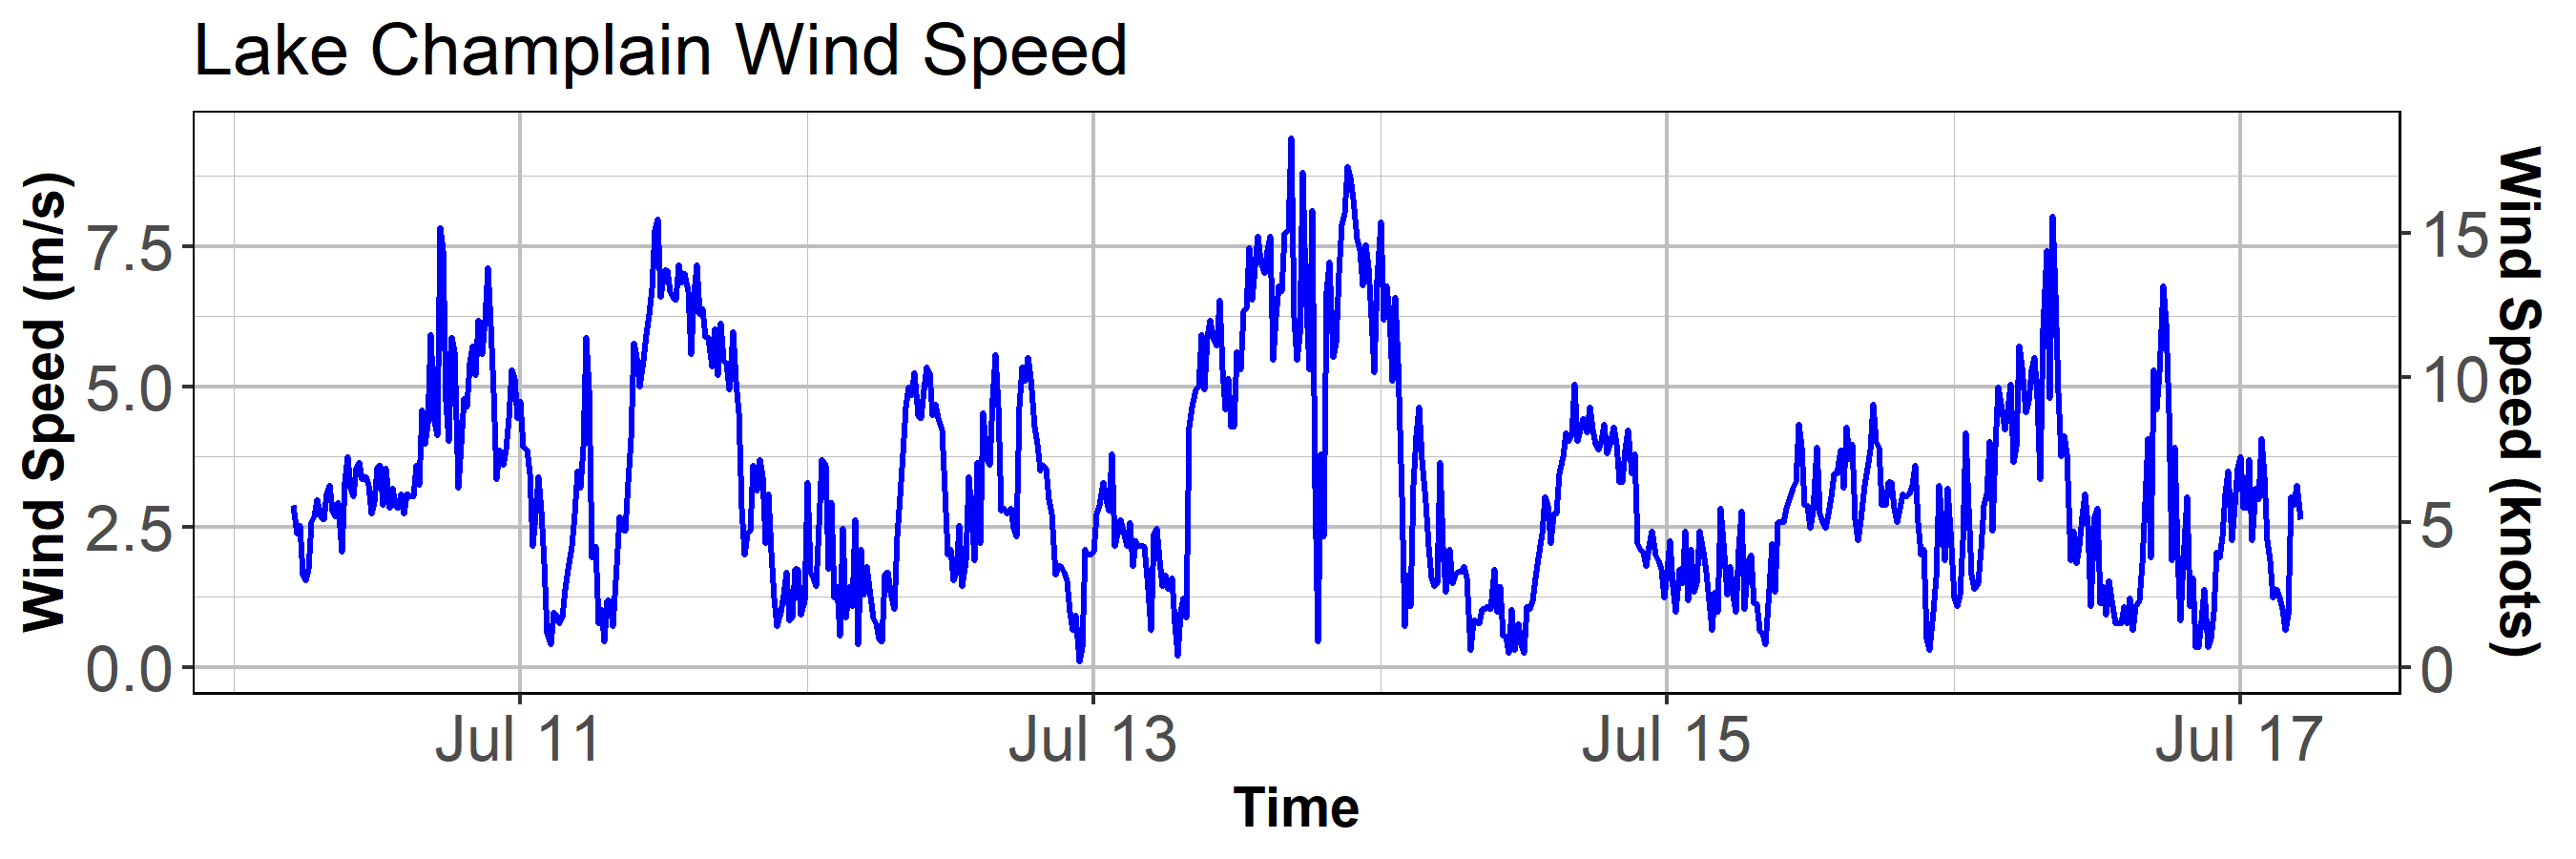 Lake Champlain Wind Speed
Wind Speed (m/s)
7.5
5.0
2.5
0.0
15
10
5
0
Wind Speed (knots)
Jul 11
Jul 13
Jul 15
Jul 17
Time